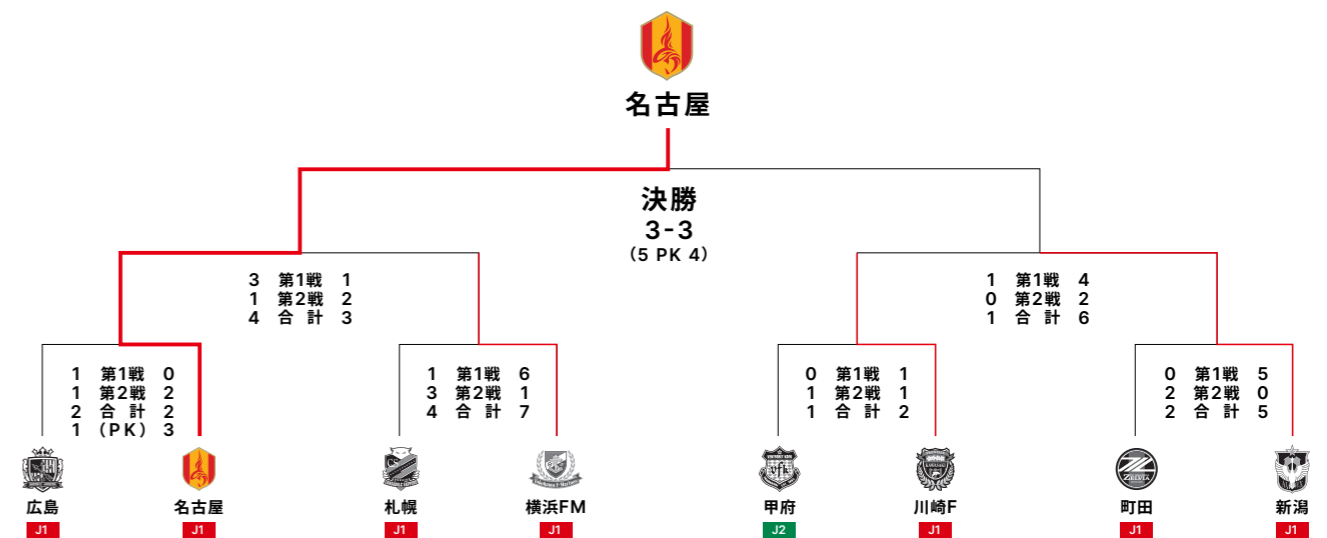 名古屋
決勝
3-3
(5 PK 4)
3 第1戦 1
1 第2戦 2
4 合計 3
1 第1戦 4
0 第2戦 2
1 合計 6
1 第1戦 0
1 第2戦 2
2 合計 2
1 (PK) 3
1 第1戦 6
3 第2戦 1
4 合計 7
0 第1戦 1
1 第2戦 1
1 合計 2
0 第1戦 5
2 第2戦 0
2 合計 5
広島
J1
名古屋
J1
札幌
J1
横浜FM
J1
甲府
J2
川崎F
J1
町田
J1
新潟
J1